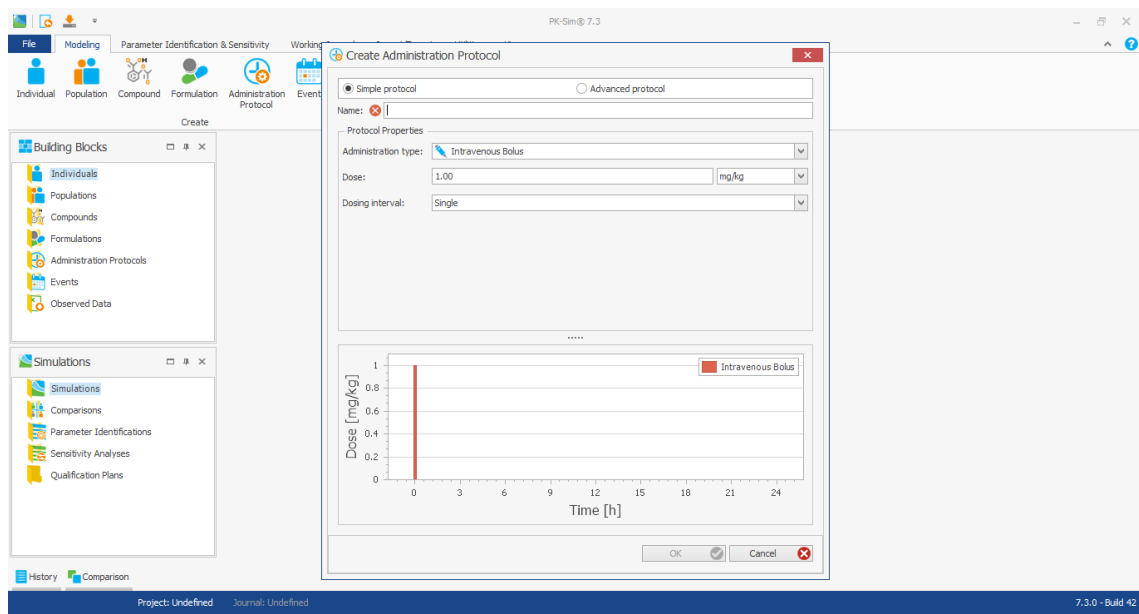 PK-Sim® 7.3
File Modeling Parameter Identification & Sensitivity Working
Individual Population Compound Formulation Administration Protocol Event
Create
Building Blocks
Individuals
Populations
Compounds
Formulations
Administration Protocols
Events
Observed Data
Simulations
Simulations
Comparisons
Parameter Identifications
Sensitivity Analyses
Qualification Plans
History Comparison
Create Administration Protocol
Simple protocol Advanced protocol
Name:
Protocol Properties
Administration type: Intravenous Bolus
Dose: 1.00 mg/kg
Dosing interval: Single
Intravenous Bolus
Dose [mg/kg]
1
0.8
0.6
0.4
0.2
0
0 3 6 9 12 15 18 21 24
Time [h]
OK Cancel
Project: Undefined Journal: Undefined 7.3.0 - Build 42